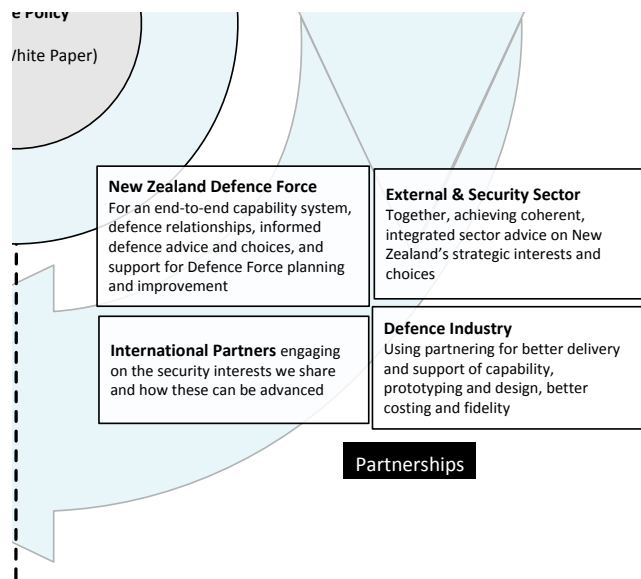 e Policy
White Paper)
New Zealand Defence Force
For an end-to-end capability system,
defence relationships, informed
defence advice and choices, and
support for Defence Force planning
and improvement
External & Security Sector
Together, achieving coherent,
integrated sector advice on New
Zealand’s strategic interests and
choices
International Partners engaging
on the security interests we share
and how these can be advanced
Defence Industry
Using partnering for better delivery
and support of capability,
prototyping and design, better
costing and fidelity
Partnerships